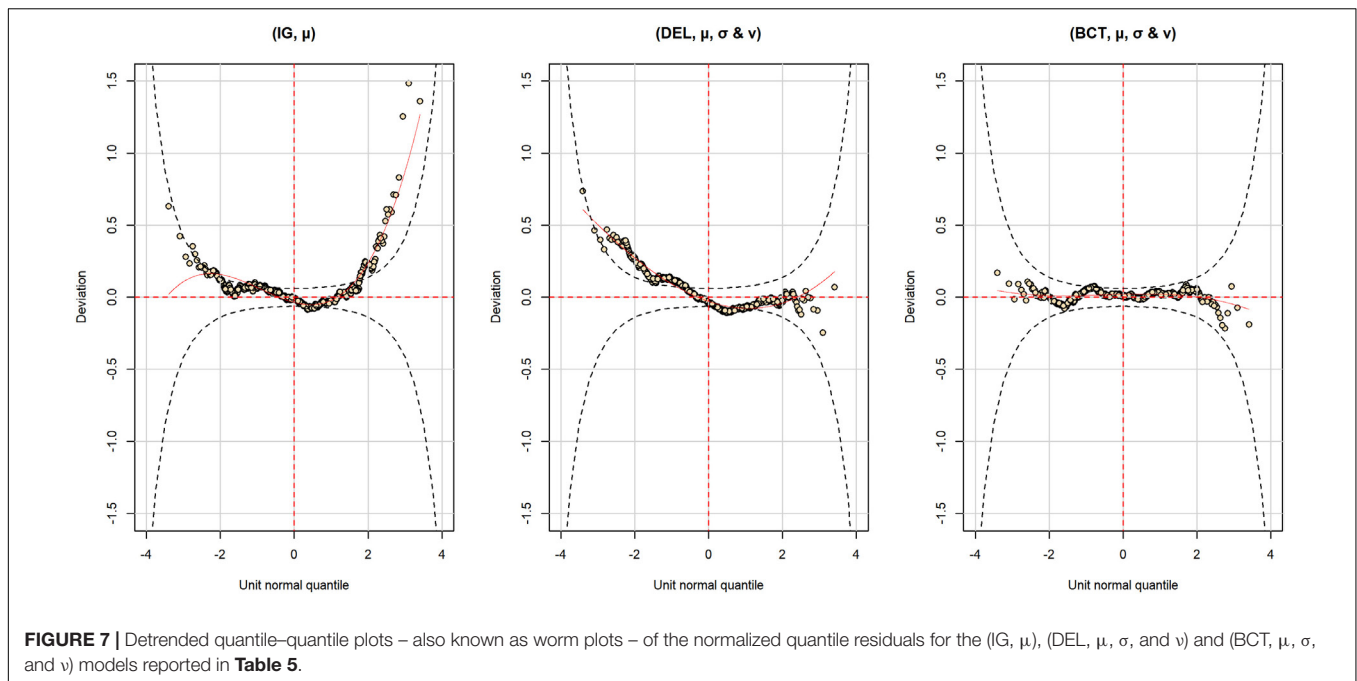 (IG, μ)
1.5
1.0
0.5
0.0
-0.5
-1.0
-1.5
Deviation
-4 -2 0 2 4
Unit normal quantile
(DEL, μ, σ & ν)
1.5
1.0
0.5
0.0
-0.5
-1.0
-1.5
Deviation
-4 -2 0 2 4
Unit normal quantile
(BCT, μ, σ & ν)
1.5
1.0
0.5
0.0
-0.5
-1.0
-1.5
Deviation
-4 -2 0 2 4
Unit normal quantile
FIGURE 7 | Detrended quantile–quantile plots – also known as worm plots – of the normalized quantile residuals for the (IG, μ), (DEL, μ, σ, and ν) and (BCT, μ, σ,
and ν) models reported in Table 5.